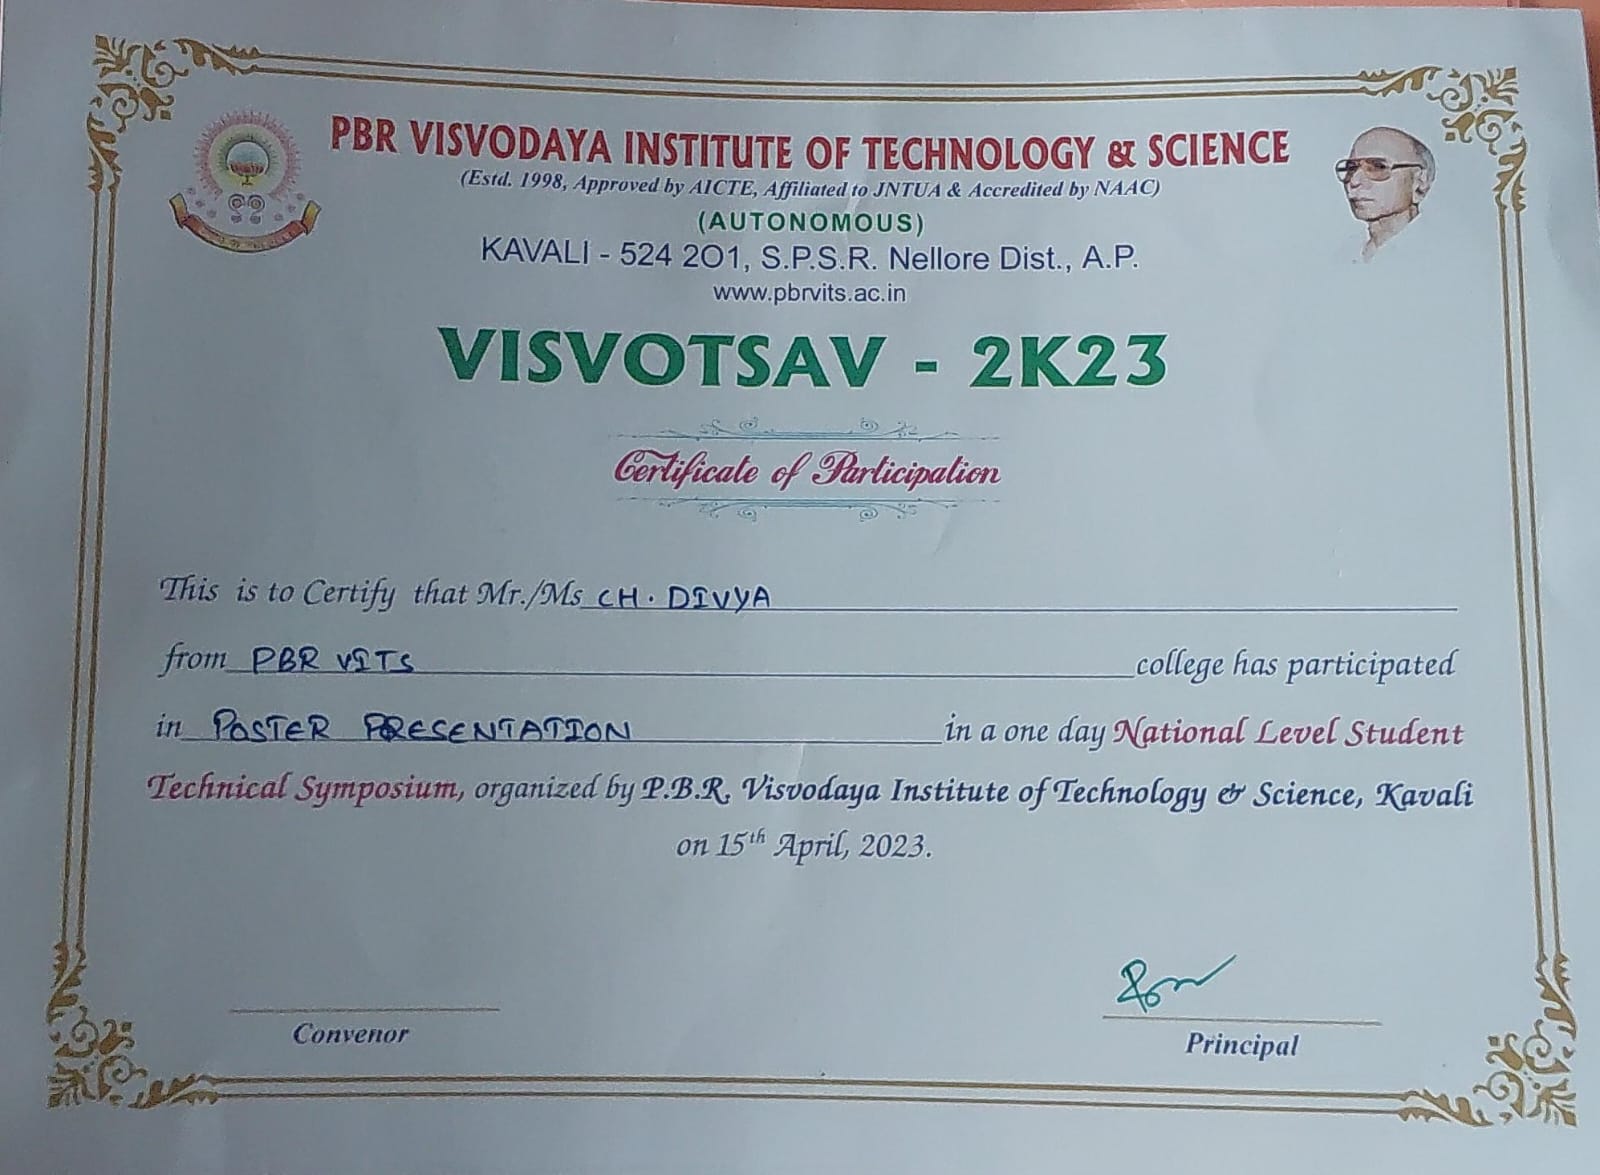 PBR VISVODAYA INSTITUTE OF TECHNOLOGY & SCIENCE
(Estd. 1998, Approved by AICTE, Affiliated to JNTUA & Accredited by NAAC)
(AUTONOMOUS)
KAVALI - 524 2O1, S.P.S.R. Nellore Dist., A.P.
www.pbrvits.ac.in
VISVOTSAV - 2K23
Certificate of Participation
This is to Certify that Mr./Ms CH. DIVYA
from PBR VITS college has participated
in POSTER PRESENTATION in a one day National Level Student
Technical Symposium, organized by P.B.R. Visvodaya Institute of Technology & Science, Kavali
on 15th April, 2023.
Convenor
Principal